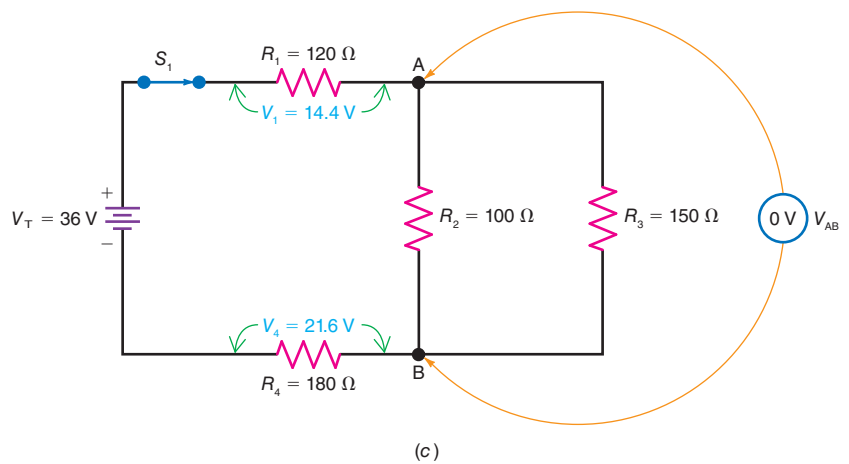 S1
R1 = 120 Ω
A
V1 = 14.4 V
+
VT = 36 V
−
R2 = 100 Ω
R3 = 150 Ω
0 V
VAB
V4 = 21.6 V
B
R4 = 180 Ω
(c)